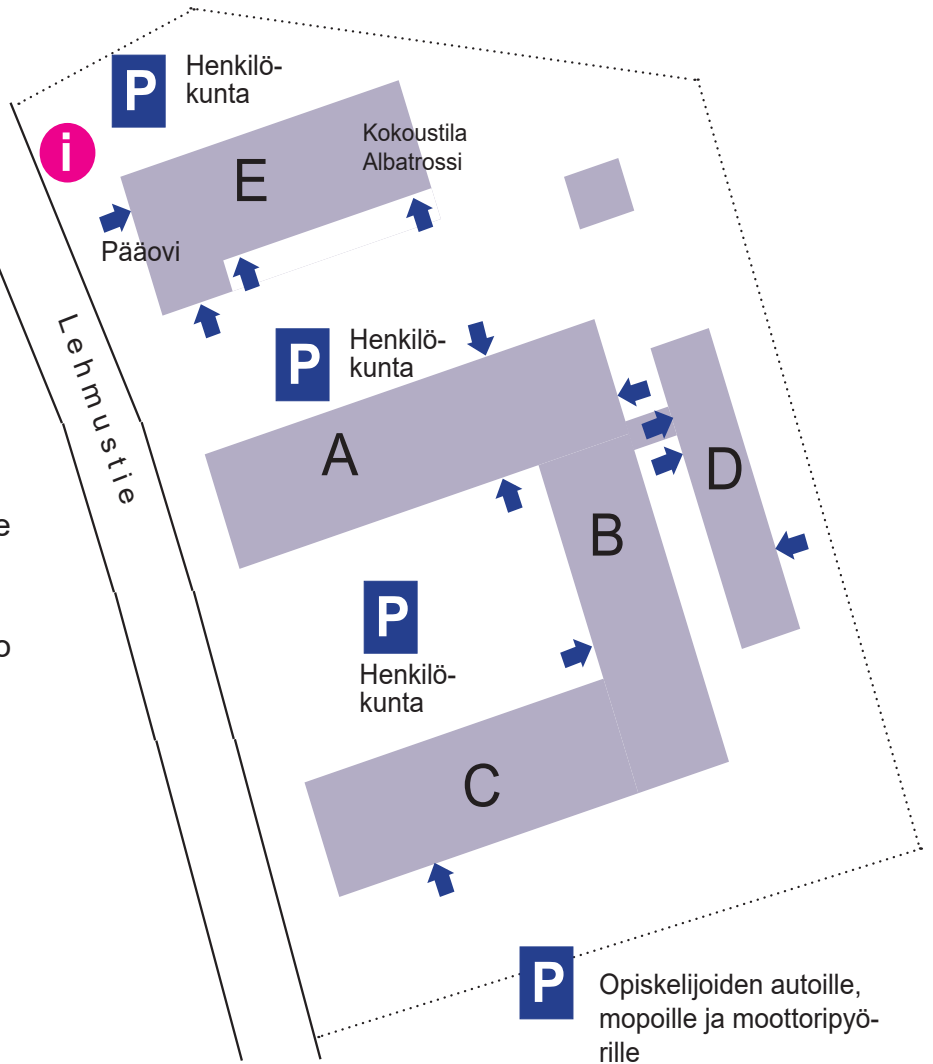 P
Henkilö-
kunta
i
Kokoustila
Albatrossi
E
Pääovi
Lehmustie
P
Henkilö-
kunta
A
D
B
e
P
Henkilö-
kunta
o
C
P
Opiskelijoiden autoille,
mopoille ja moottoripyö-
rille